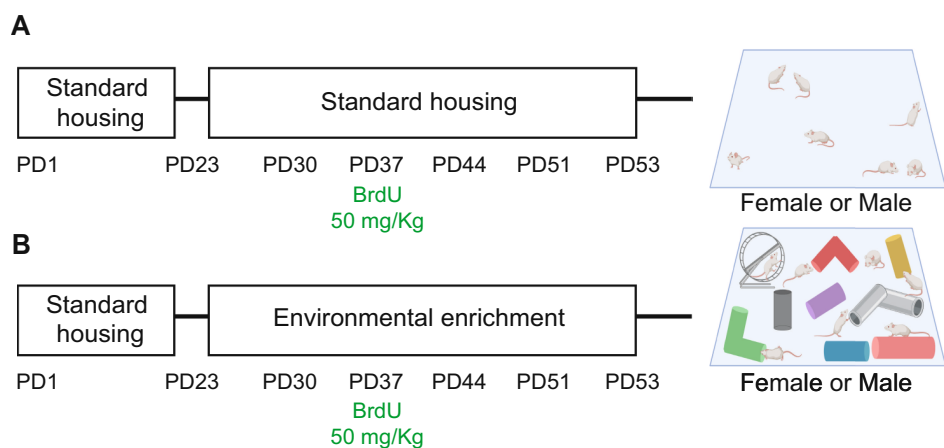 A
Standard
housing
Standard housing
PD1
PD23
PD30
PD37
PD44
PD51
PD53
BrdU
50 mg/Kg
Female or Male
B
Standard
housing
Environmental enrichment
PD1
PD23
PD30
PD37
PD44
PD51
PD53
BrdU
50 mg/Kg
Female or Male